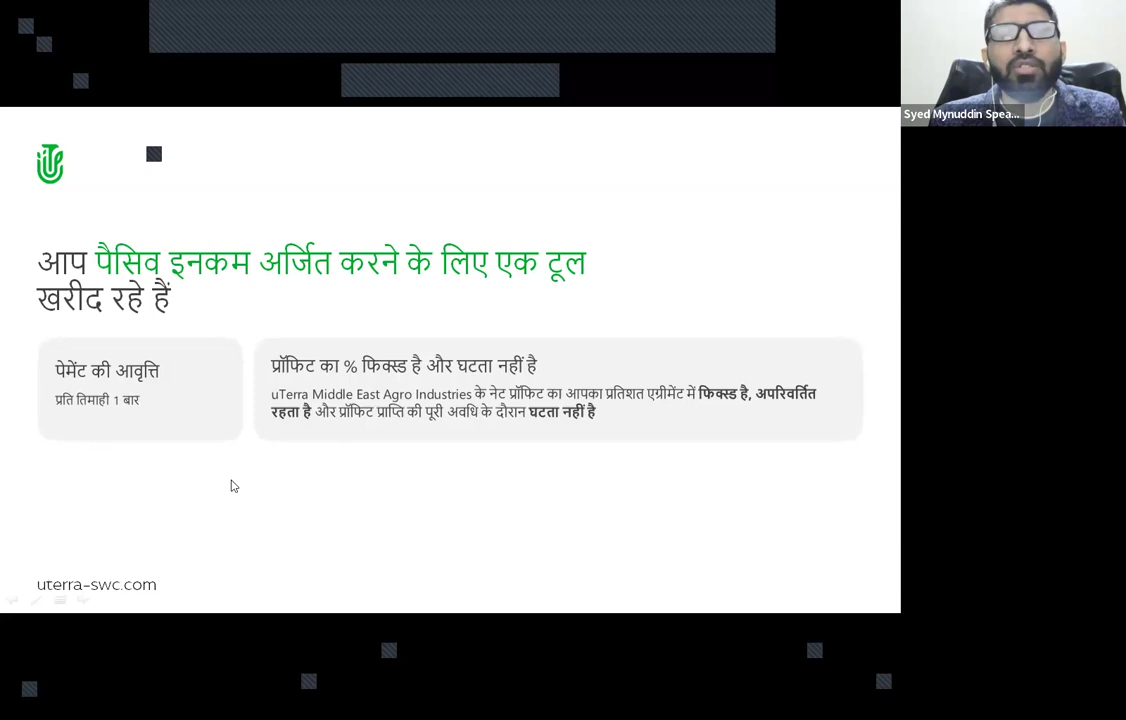 Syed Mynuddin Spea...
आप पैसिव इनकम अर्जित करने के लिए एक टूल
खरीद रहे हैं
पेमेंट की आवृत्ति
प्रति तिमाही 1 बार
प्रॉफिट का % फिक्स्ड है और घटता नहीं है
uTerra Middle East Agro Industries के नेट प्रॉफिट का आपका प्रतिशत एग्रीमेंट में फिक्स्ड है, अपरिवर्तित
रहता है और प्रॉफिट प्राप्ति की पूरी अवधि के दौरान घटता नहीं है
uterra-swc.com